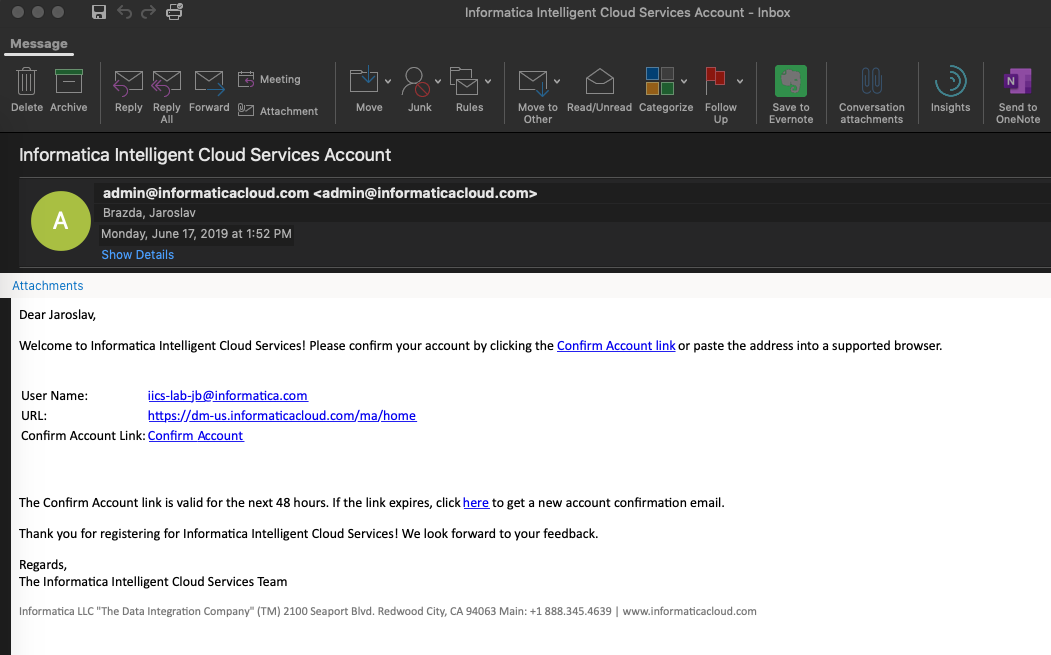 Informatica Intelligent Cloud Services Account - Inbox
Message
Delete
Archive
Reply
Reply All
Forward
Meeting
Attachment
Move
Junk
Rules
Move to Other
Read/Unread
Categorize
Follow Up
Save to Evernote
Conversation attachments
Insights
N
Send to OneNote
Informatica Intelligent Cloud Services Account
A
admin@informaticacloud.com <admin@informaticacloud.com>
Brazda, Jaroslav
Monday, June 17, 2019 at 1:52 PM
Show Details
Attachments
Dear Jaroslav,
Welcome to Informatica Intelligent Cloud Services! Please confirm your account by clicking the Confirm Account link or paste the address into a supported browser.
User Name: iics-lab-jb@informatica.com
URL: https://dm-us.informaticacloud.com/ma/home
Confirm Account Link: Confirm Account
The Confirm Account link is valid for the next 48 hours. If the link expires, click here to get a new account confirmation email.
Thank you for registering for Informatica Intelligent Cloud Services! We look forward to your feedback.
Regards,
The Informatica Intelligent Cloud Services Team
Informatica LLC "The Data Integration Company" (TM) 2100 Seaport Blvd. Redwood City, CA 94063 Main: +1 888.345.4639 | www.informaticacloud.com